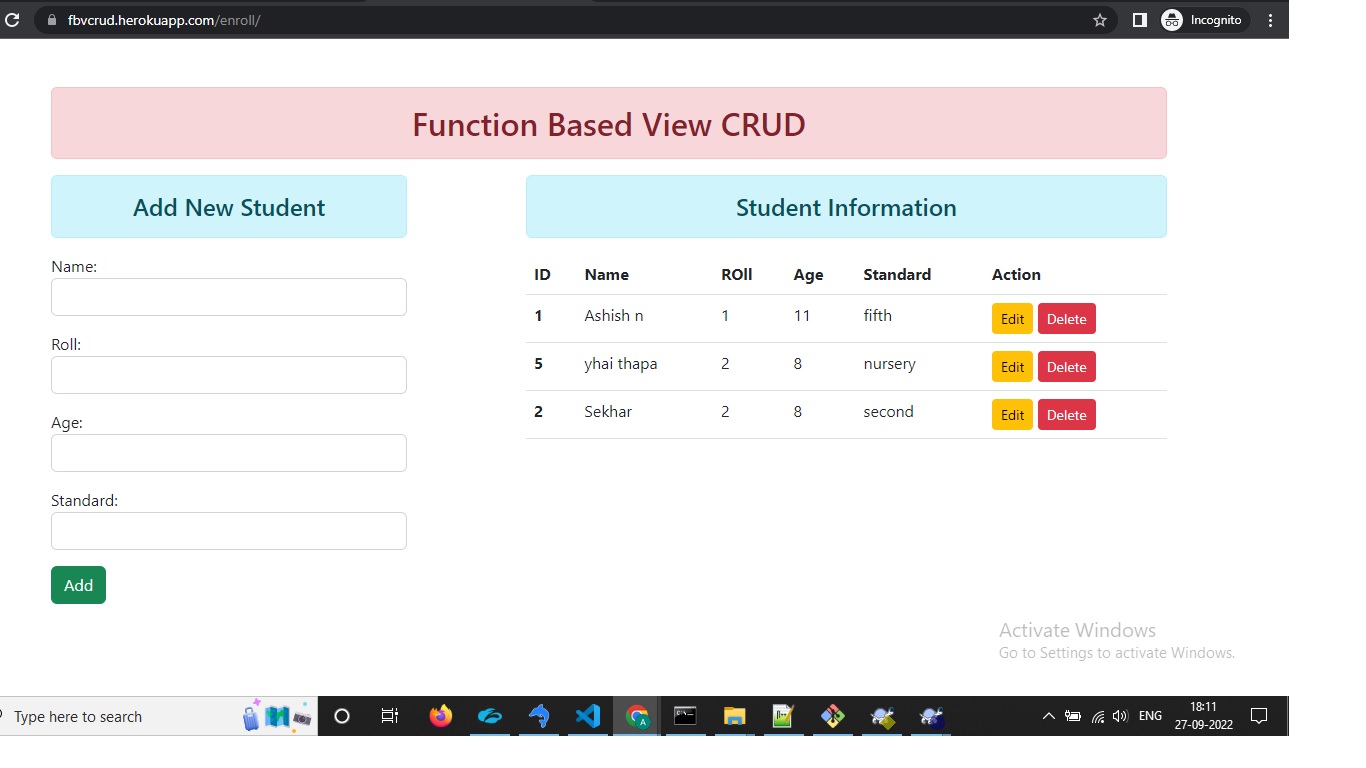 fbvcrud.herokuapp.com/enroll/
Incognito
Function Based View CRUD
Add New Student
Name:
Roll:
Age:
Standard:
Add
Student Information
ID Name ROll Age Standard Action
1 Ashish n 1 11 fifth Edit Delete
5 yhai thapa 2 8 nursery Edit Delete
2 Sekhar 2 8 second Edit Delete
Activate Windows
Go to Settings to activate Windows.
Type here to search
A
ENG
18:11
27-09-2022